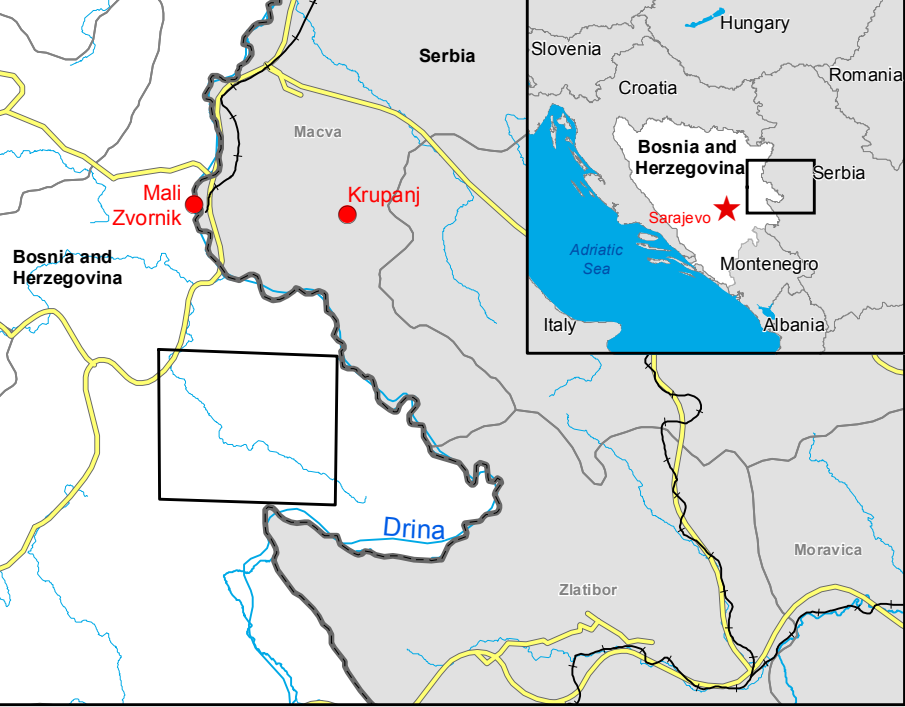 Serbia
Macva
Mali
Zvornik
Krupanj
Bosnia and
Herzegovina
Drina
Zlatibor
Moravica
Hungary
Slovenia
Romania
Croatia
Bosnia and
Herzegovina
Serbia
Sarajevo
Adriatic
Sea
Montenegro
Italy
Albania